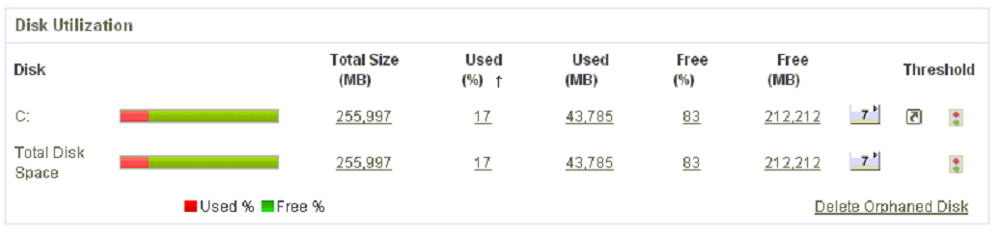 Disk Utilization
Disk Total Size (MB) Used (%) ↑ Used (MB) Free (%) Free (MB) Threshold
C: 255,997 17 43,785 83 212,212 7
Total Disk Space 255,997 17 43,785 83 212,212 7
Used % Free %
Delete Orphaned Disk